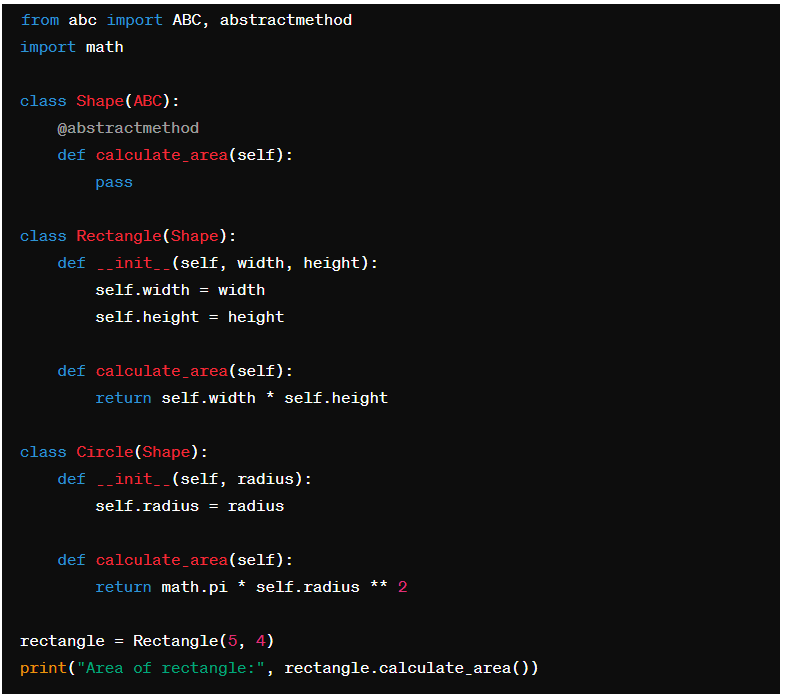 from abc import ABC, abstractmethod
import math

class Shape(ABC):
    @abstractmethod
    def calculate_area(self):
        pass

class Rectangle(Shape):
    def __init__(self, width, height):
        self.width = width
        self.height = height

    def calculate_area(self):
        return self.width * self.height

class Circle(Shape):
    def __init__(self, radius):
        self.radius = radius

    def calculate_area(self):
        return math.pi * self.radius ** 2

rectangle = Rectangle(5, 4)
print("Area of rectangle:", rectangle.calculate_area())